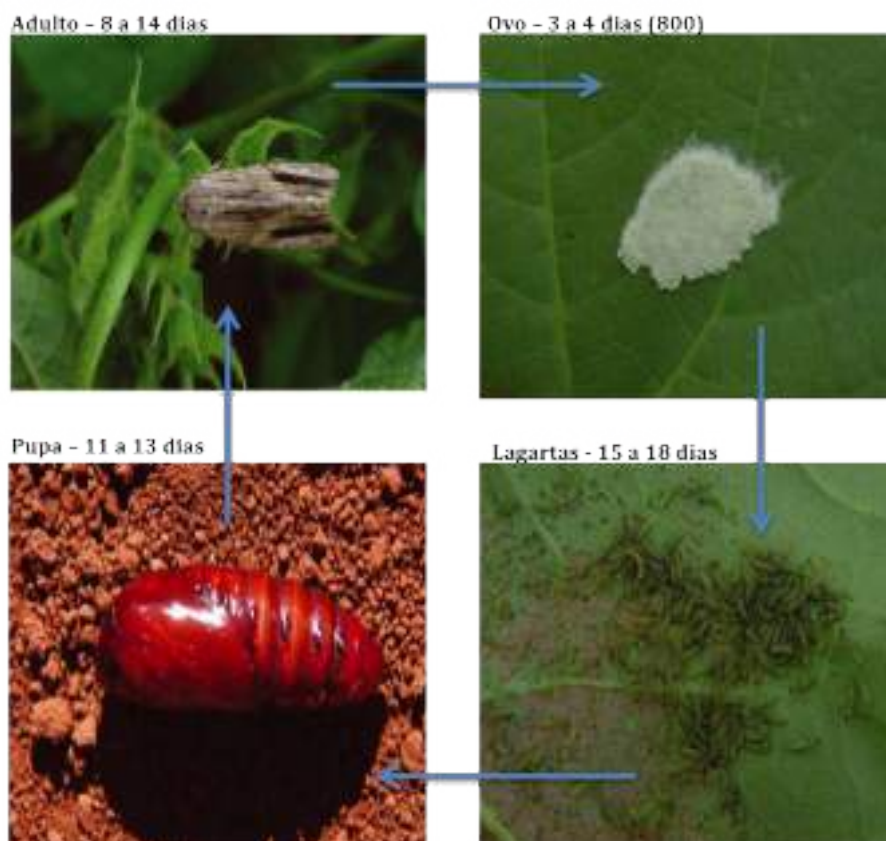 Adulto – 8 a 14 dias
Ovo – 3 a 4 dias (800)
Pupa – 11 a 13 dias
Lagartas - 15 a 18 dias